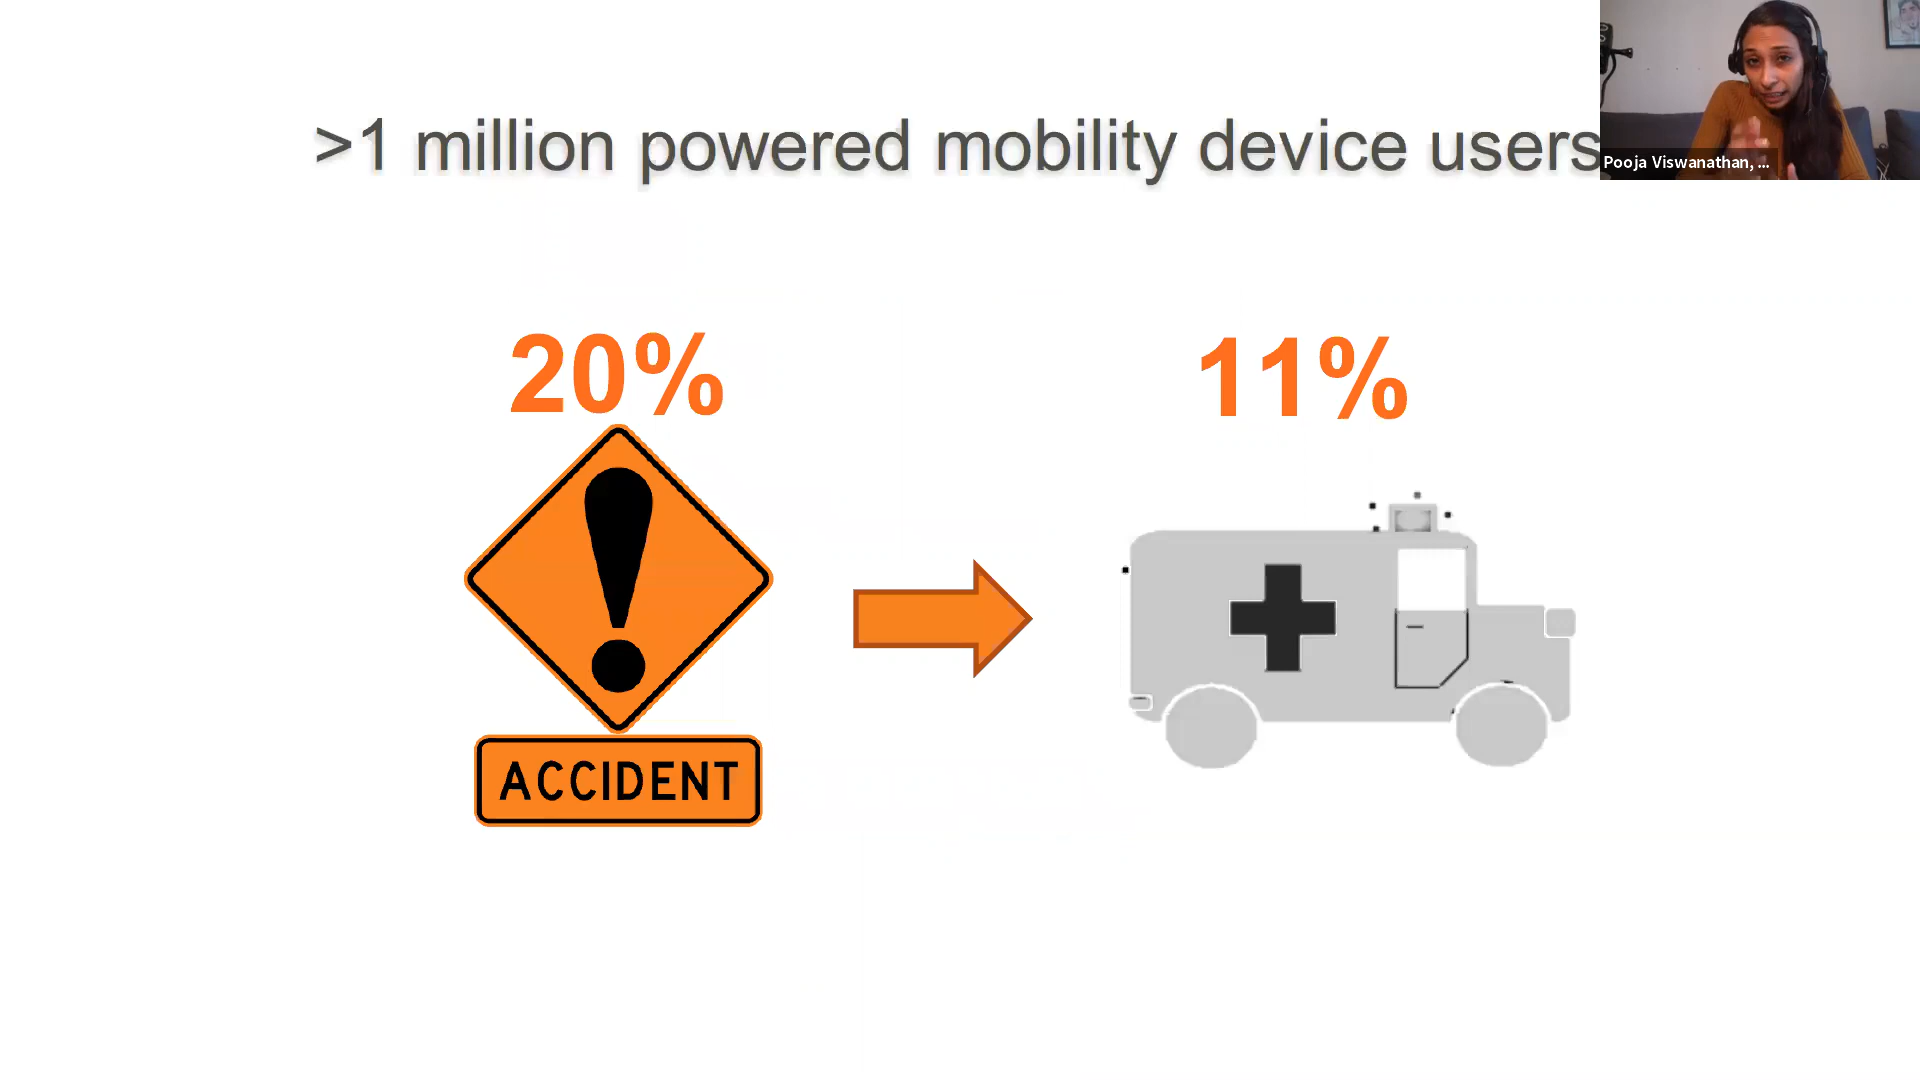 >1 million powered mobility device users
Pooja Viswanathan, ...
20%
11%
ACCIDENT